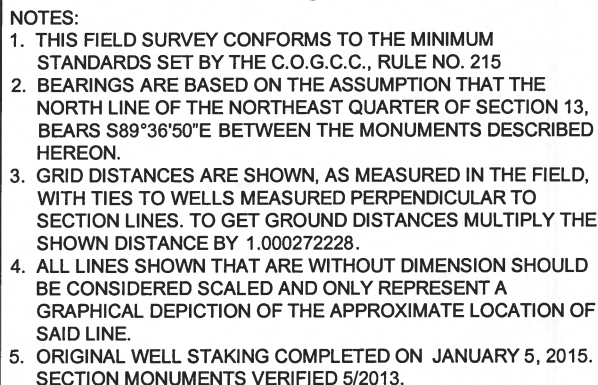 NOTES:
1. THIS FIELD SURVEY CONFORMS TO THE MINIMUM
STANDARDS SET BY THE C.O.G.C.C., RULE NO. 215
2. BEARINGS ARE BASED ON THE ASSUMPTION THAT THE
NORTH LINE OF THE NORTHEAST QUARTER OF SECTION 13,
BEARS S89°36'50"E BETWEEN THE MONUMENTS DESCRIBED
HEREON.
3. GRID DISTANCES ARE SHOWN, AS MEASURED IN THE FIELD,
WITH TIES TO WELLS MEASURED PERPENDICULAR TO
SECTION LINES. TO GET GROUND DISTANCES MULTIPLY THE
SHOWN DISTANCE BY 1.000272228.
4. ALL LINES SHOWN THAT ARE WITHOUT DIMENSION SHOULD
BE CONSIDERED SCALED AND ONLY REPRESENT A
GRAPHICAL DEPICTION OF THE APPROXIMATE LOCATION OF
SAID LINE.
5. ORIGINAL WELL STAKING COMPLETED ON JANUARY 5, 2015.
SECTION MONUMENTS VERIFIED 5/2013.